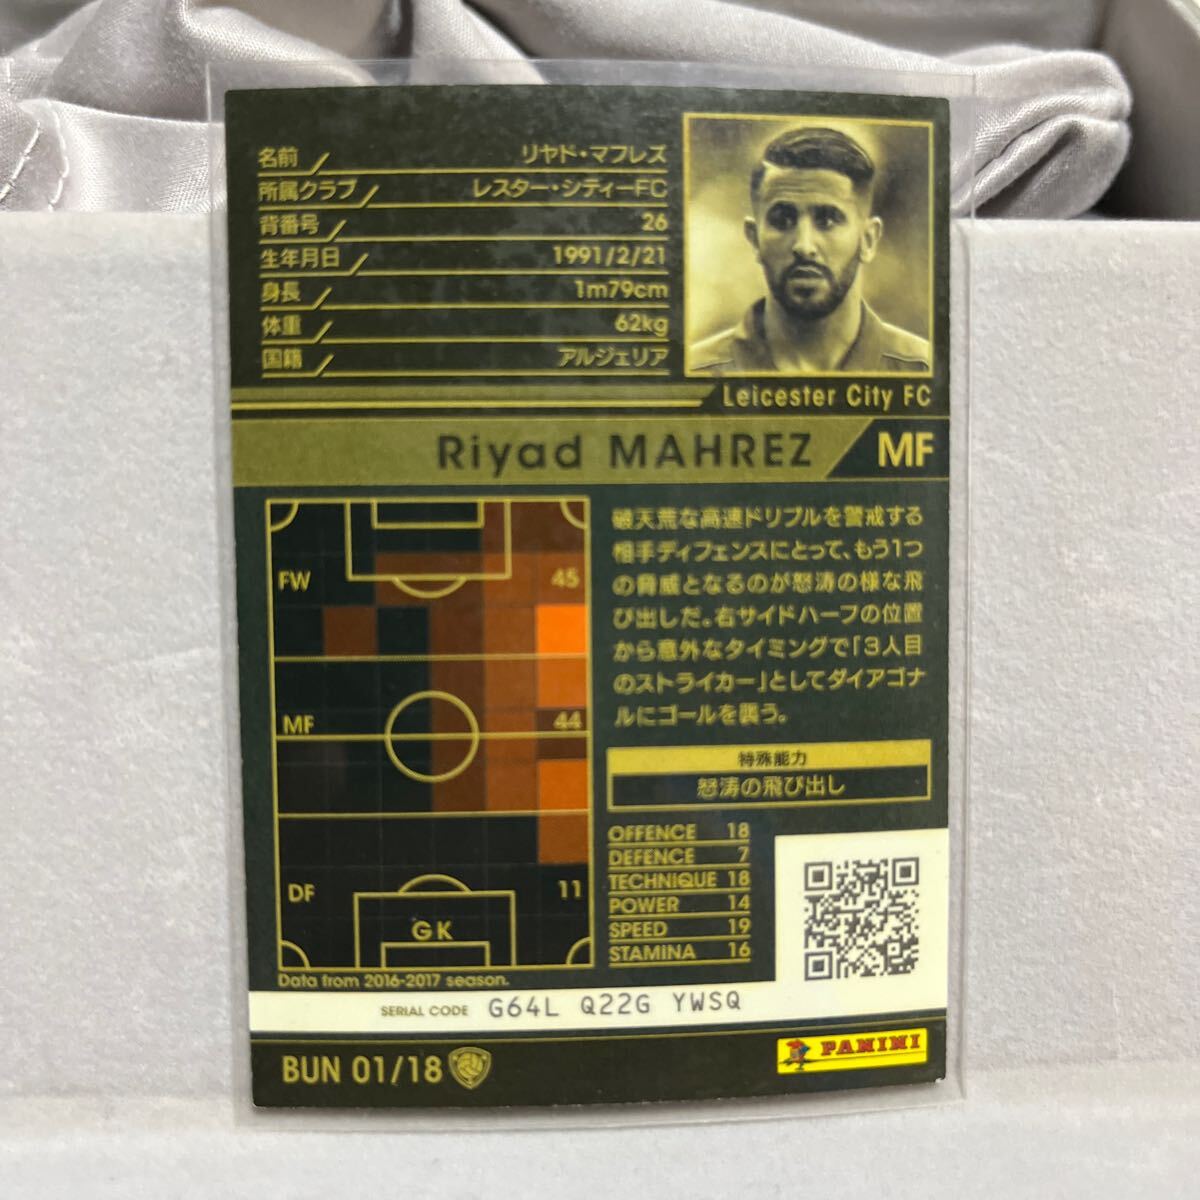 名前 リヤド・マフレズ
所属クラブ レスター・シティーFC
背番号 26
生年月日 1991/2/21
身長 1m79cm
体重 62kg
国籍 アルジェリア
Leicester City FC
Riyad MAHREZ MF
FW 45
MF 44
DF 11
GK
Data from 2016-2017 season.
破天荒な高速ドリブルを警戒する
相手ディフェンスにとって、もう1つ
の脅威となるのが怒涛の様な飛
び出しだ。右サイドハーフの位置
から意外なタイミングで「3人目
のストライカー」としてダイアゴナ
ルにゴールを襲う。
特殊能力
怒涛の飛び出し
OFFENCE 18
DEFENCE 7
TECHNIQUE 18
POWER 14
SPEED 19
STAMINA 16
SERIAL CODE G64L Q22G YWSQ
BUN 01/18
PANINI